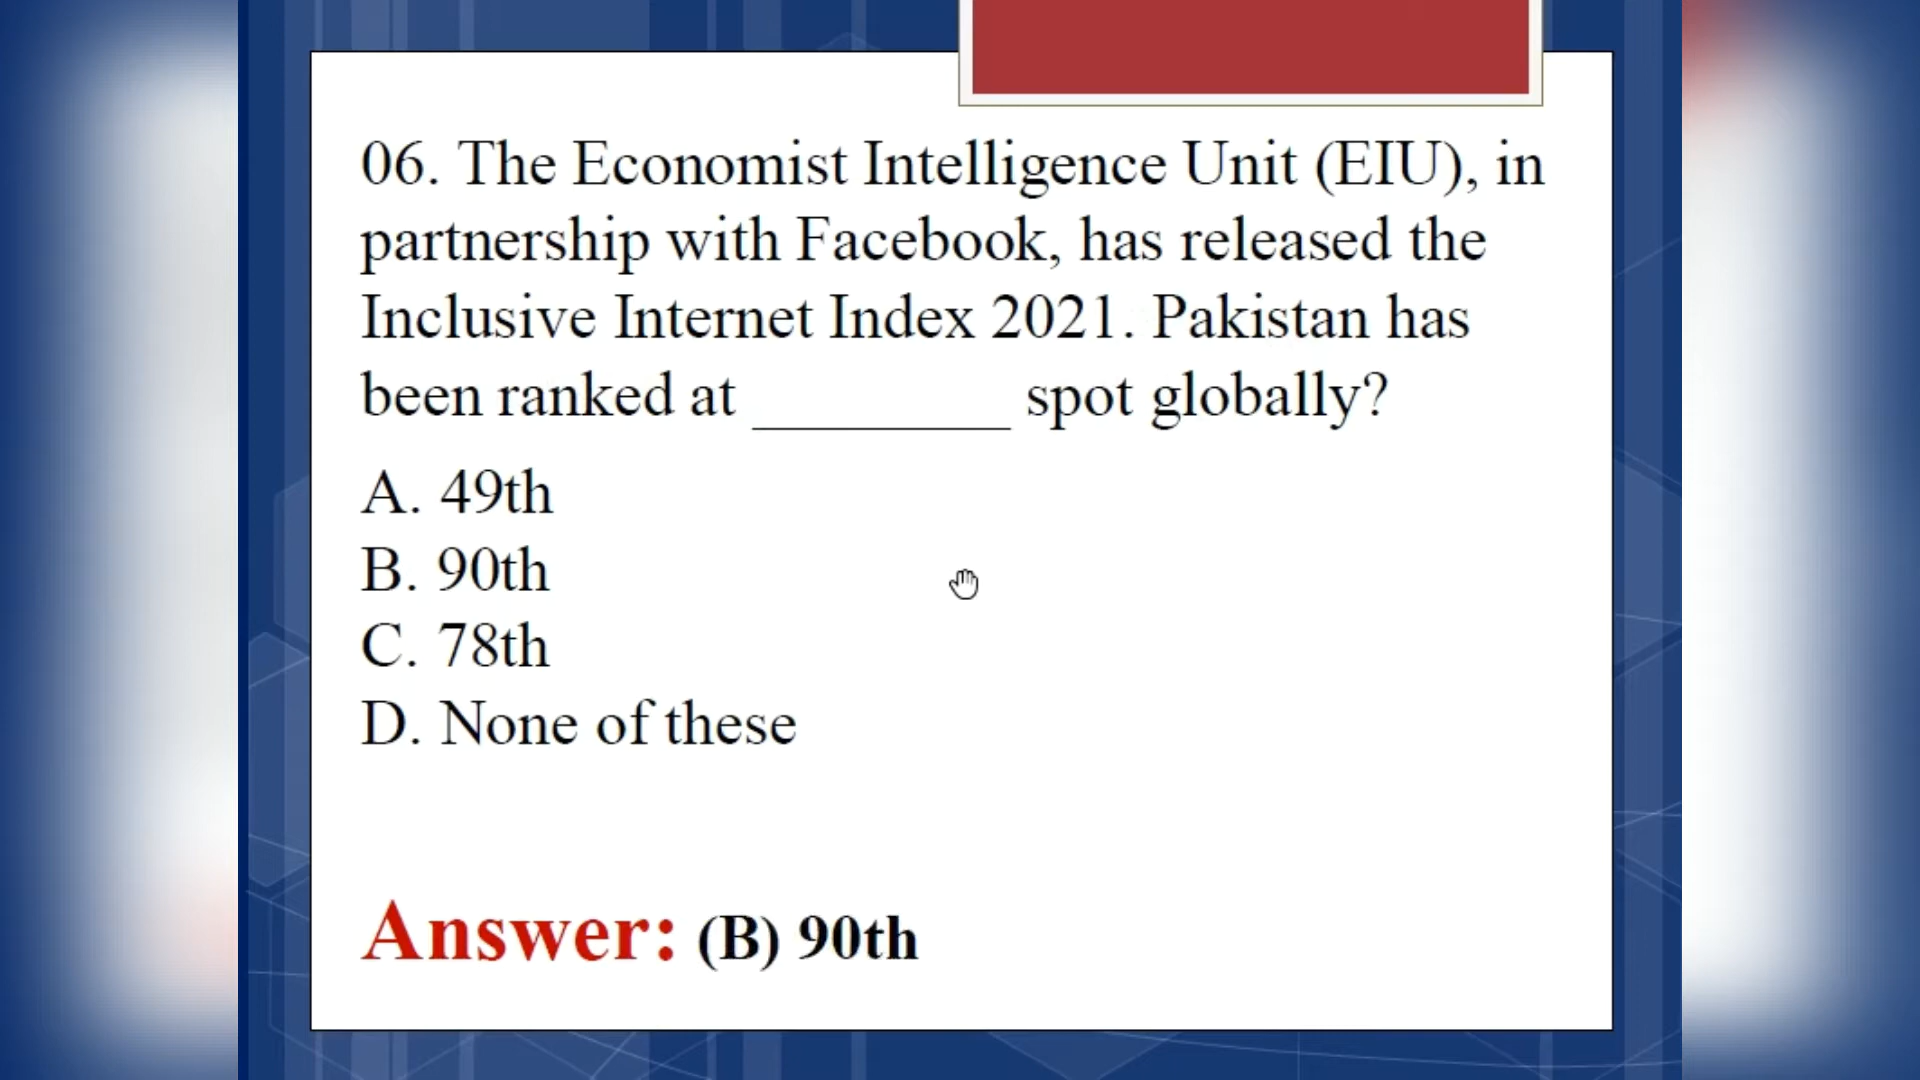 06. The Economist Intelligence Unit (EIU), in
partnership with Facebook, has released the
Inclusive Internet Index 2021. Pakistan has
been ranked at ________ spot globally?
A. 49th
B. 90th
C. 78th
D. None of these
Answer: (B) 90th